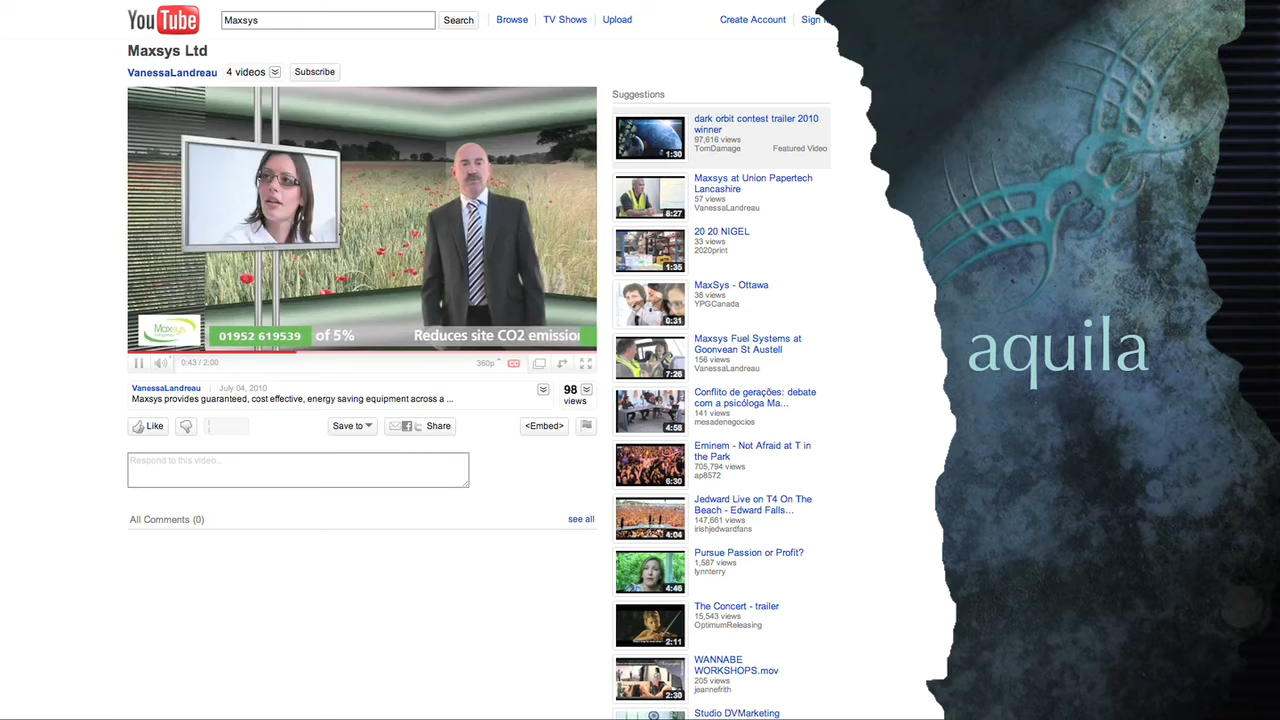 YouTube
Maxsys
Search
Browse
TV Shows
Upload
Create Account
Sign
Maxsys Ltd
VanessaLandreau
4 videos
Subscribe
Maxsys
01952 619539
of 5%
Reduces site CO2 emission
0:43 / 2:00
360p
CC
VanessaLandreau
July 04, 2010
Maxsys provides guaranteed, cost effective, energy saving equipment across a ...
98
views
Like
Save to
Share
<Embed>
Respond to this video...
All Comments (0)
see all
Suggestions
1:30
dark orbit contest trailer 2010
winner
97,616 views
TomDamage
Featured Video
8:27
Maxsys at Union Papertech
Lancashire
57 views
VanessaLandreau
1:35
20 20 NIGEL
33 views
2020print
0:31
MaxSys - Ottawa
38 views
YPGCanada
7:26
Maxsys Fuel Systems at
Goonvean St Austell
156 views
VanessaLandreau
4:58
Conflito de gerações: debate
com a psicóloga Ma...
141 views
mesadenegocios
6:30
Eminem - Not Afraid at T in
the Park
705,794 views
ap8572
4:04
Jedward Live on T4 On The
Beach - Edward Falls...
147,661 views
irishjedwardfans
4:46
Pursue Passion or Profit?
1,587 views
lynnterry
2:11
The Concert - trailer
15,543 views
OptimumReleasing
2:30
WANNABE
WORKSHOPS.mov
205 views
jeannefrith
Studio DVMarketing
aquila